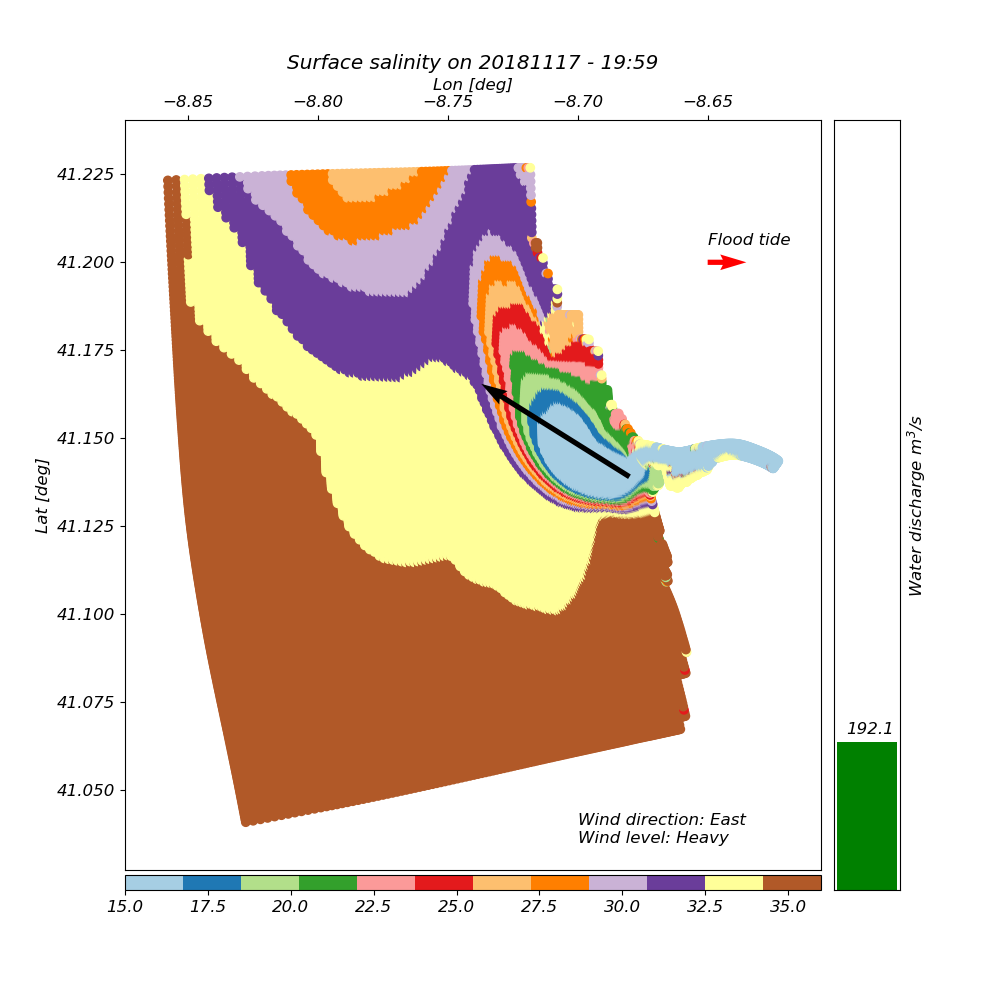 Surface salinity on 20181117 - 19:59
Lon [deg]
−8.85 −8.80 −8.75 −8.70 −8.65
41.225
41.200
41.175
41.150
41.125
41.100
41.075
41.050
Lat [deg]
Flood tide
Wind direction: East
Wind level: Heavy
15.0 17.5 20.0 22.5 25.0 27.5 30.0 32.5 35.0
192.1
Water discharge m³/s